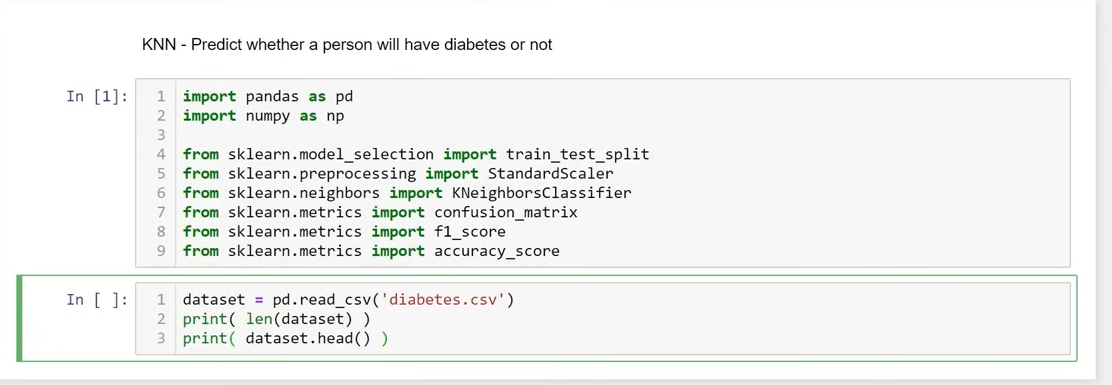 KNN - Predict whether a person will have diabetes or not
In [1]:
1 import pandas as pd
2 import numpy as np
3
4 from sklearn.model_selection import train_test_split
5 from sklearn.preprocessing import StandardScaler
6 from sklearn.neighbors import KNeighborsClassifier
7 from sklearn.metrics import confusion_matrix
8 from sklearn.metrics import f1_score
9 from sklearn.metrics import accuracy_score
In [ ]:
1 dataset = pd.read_csv('diabetes.csv')
2 print( len(dataset) )
3 print( dataset.head() )